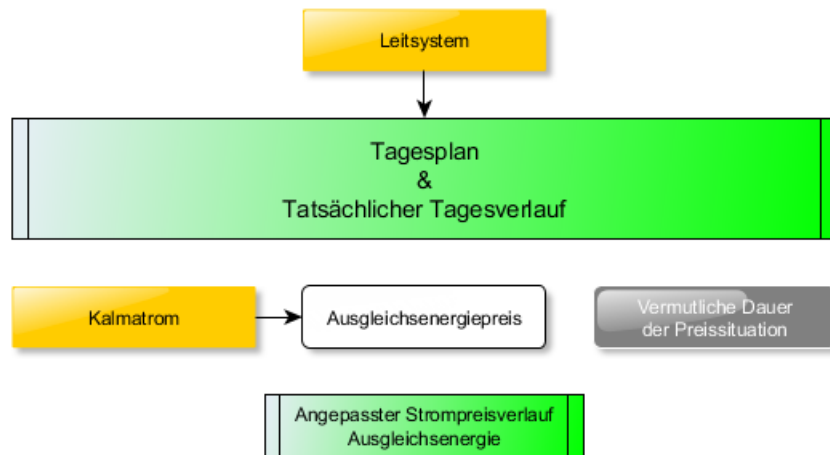 Leitsystem
Tagesplan
&
Tatsächlicher Tagesverlauf
Kalmatrom
Ausgleichsenergiepreis
Vermutliche Dauer
der Preissituation
Angepasster Strompreisverlauf
Ausgleichsenergie